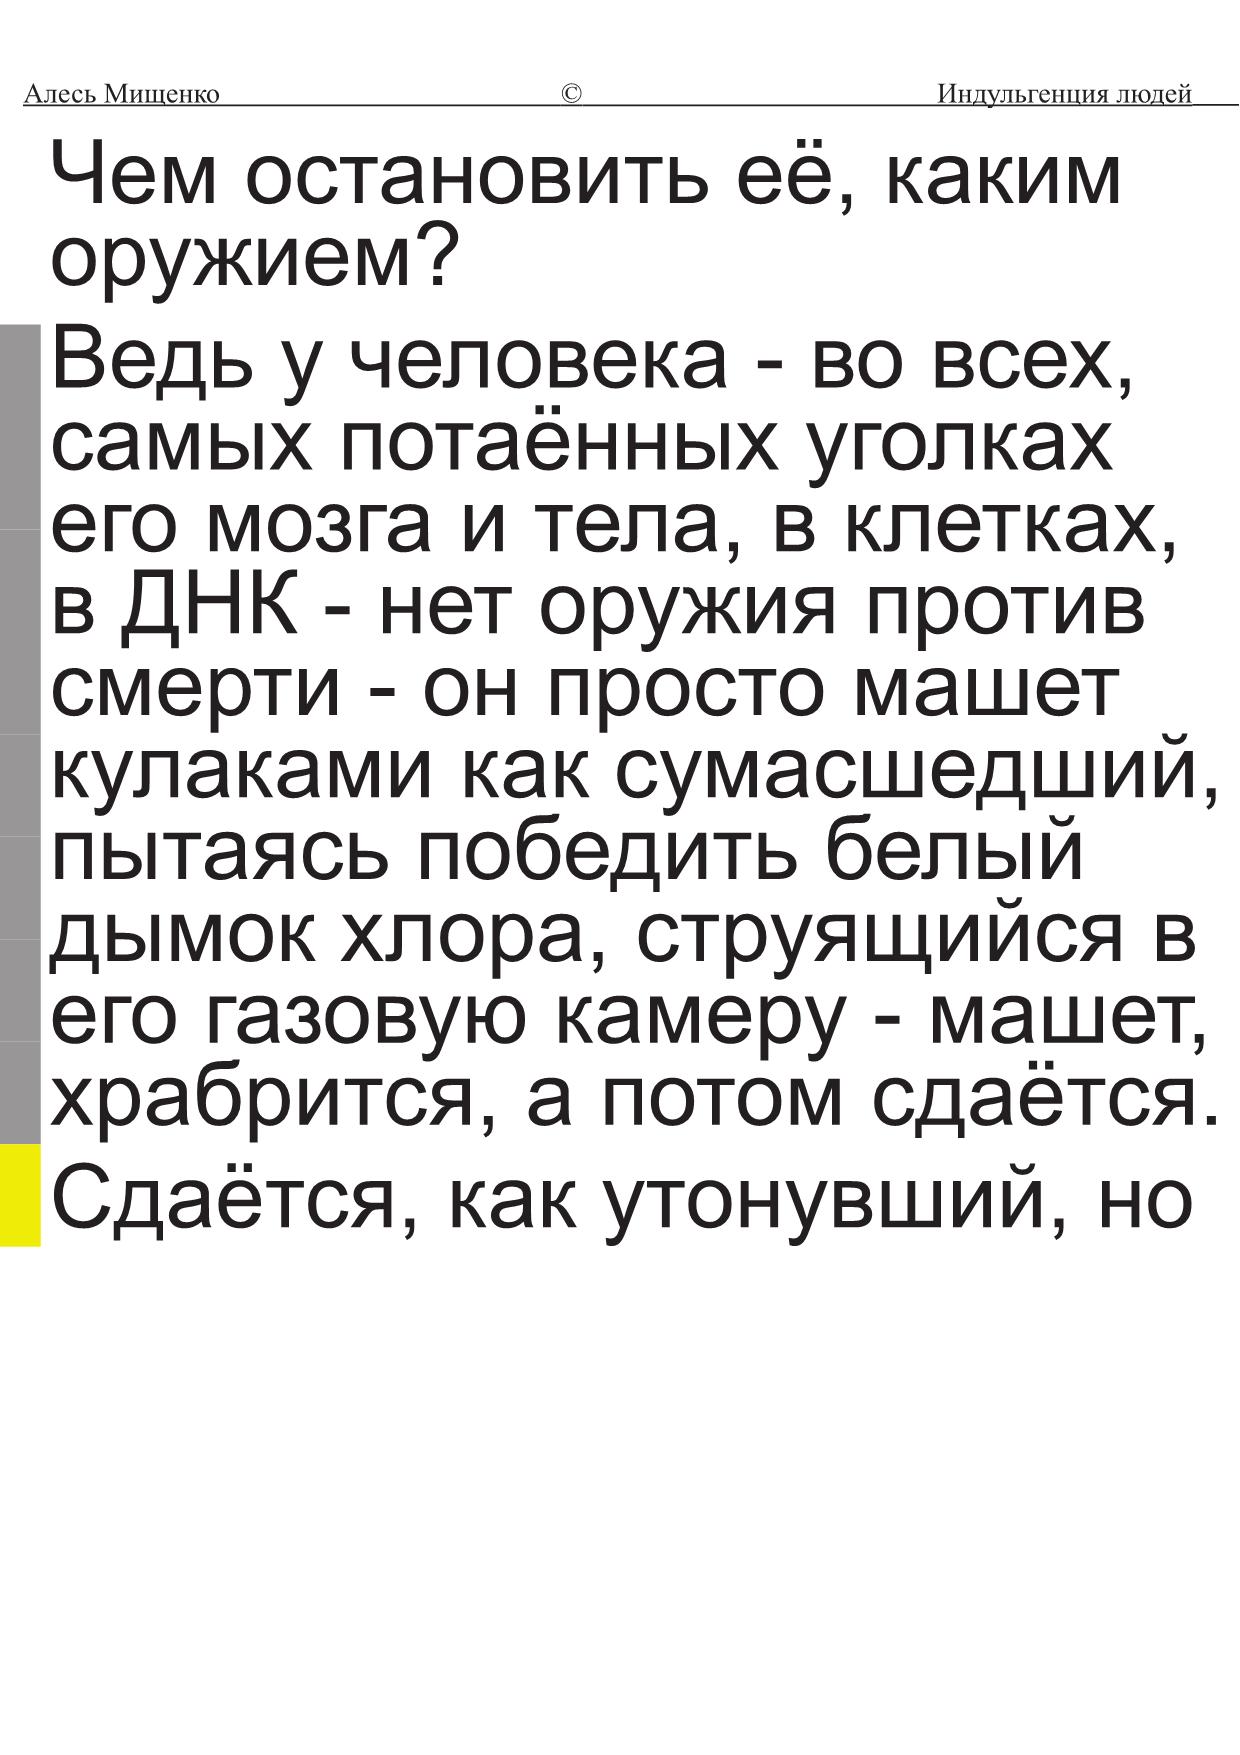 Алесь Мищенко © Индульгенция людей
Чем остановить её, каким
оружием?
Ведь у человека - во всех,
самых потаённых уголках
его мозга и тела, в клетках,
в ДНК - нет оружия против
смерти - он просто машет
кулаками как сумасшедший,
пытаясь победить белый
дымок хлора, струящийся в
его газовую камеру - машет,
храбрится, а потом сдаётся.
Сдаётся, как утонувший, но